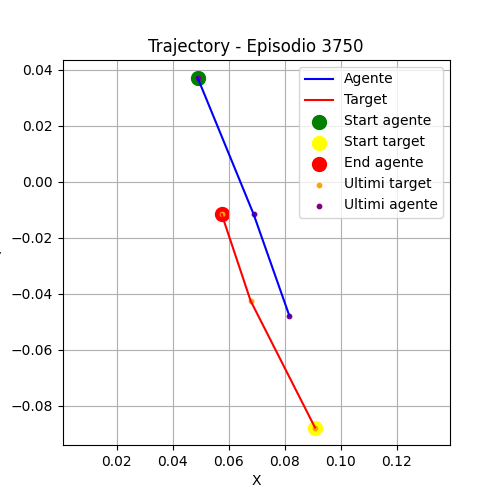 Trajectory - Episodio 3750
0.04
0.02
0.00
−0.02
−0.04
−0.06
−0.08
Agente
Target
Start agente
Start target
End agente
Ultimi target
Ultimi agente
0.02 0.04 0.06 0.08 0.10 0.12
X